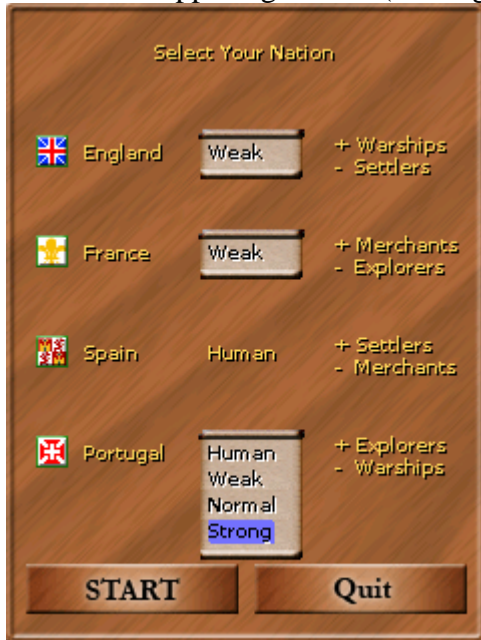 Select Your Nation
England Weak + Warships
- Settlers
France Weak + Merchants
- Explorers
Spain Human + Settlers
- Merchants
Portugal Human + Explorers
Weak - Warships
Normal
Strong
START Quit